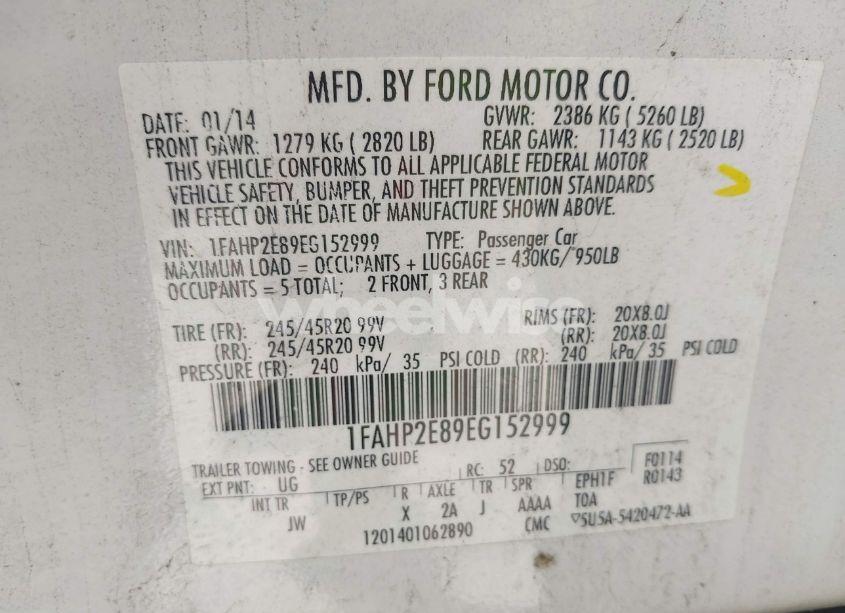 MFD. BY FORD MOTOR CO.
DATE: 01/14 GVWR: 2386 KG ( 5260 LB)
FRONT GAWR: 1279 KG ( 2820 LB) REAR GAWR: 1143 KG ( 2520 LB)
THIS VEHICLE CONFORMS TO ALL APPLICABLE FEDERAL MOTOR
VEHICLE SAFETY, BUMPER, AND THEFT PREVENTION STANDARDS
IN EFFECT ON THE DATE OF MANUFACTURE SHOWN ABOVE.
VIN: 1FAHP2E89EG152999 TYPE: Passenger Car
MAXIMUM LOAD = OCCUPANTS + LUGGAGE = 430KG/ 950LB
OCCUPANTS = 5 TOTAL; 2 FRONT, 3 REAR
wheelwise
TIRE (FR): 245/45R20 99V RIMS (FR): 20X8.0J
(RR): 245/45R20 99V (RR): 20X8.0J
PRESSURE (FR): 240 kPa/ 35 PSI COLD (RR): 240 kPa/ 35 PSI COLD
1FAHP2E89EG152999
TRAILER TOWING - SEE OWNER GUIDE
EXT PNT: UG RC: 52 DSO: F0114
R0143
INT TR TP/PS R AXLE TR SPR EPH1F
JW X 2A J AAAA TOA
1201401062890 CMC ▽5U5A-5420472-AA